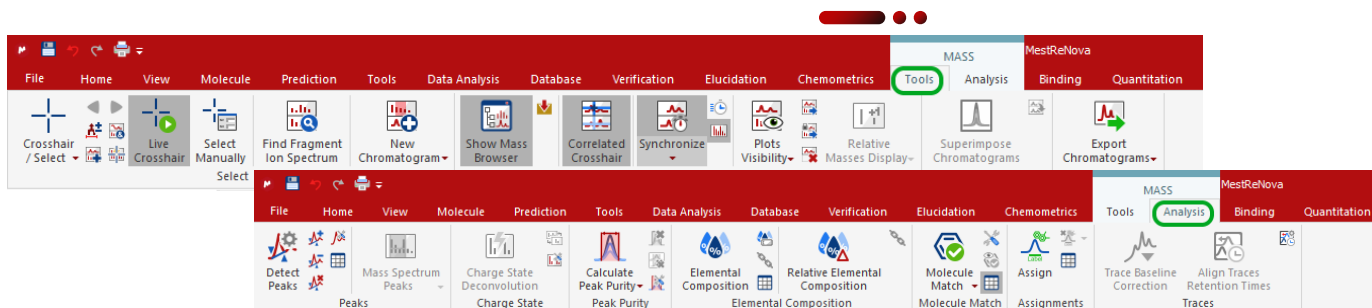 MASS
MestReNova
File Home View Molecule Prediction Tools Data Analysis Database Verification Elucidation Chemometrics Tools Analysis Binding Quantitation
Crosshair Live Select Find Fragment New Show Mass Correlated Synchronize Plots Relative Superimpose Export
/ Select Crosshair Manually Ion Spectrum Chromatogram Browser Crosshair Visibility Masses Display Chromatograms Chromatograms
Select
MASS
MestReNova
File Home View Molecule Prediction Tools Data Analysis Database Verification Elucidation Chemometrics Tools Analysis Binding Quantitation
Detect Mass Spectrum Charge State Calculate Elemental Relative Elemental Molecule Assign Trace Baseline Align Traces
Peaks Peaks Deconvolution Peak Purity Composition Composition Match Correction Retention Times
Peaks Charge State Peak Purity Elemental Composition Molecule Match Assignments Traces